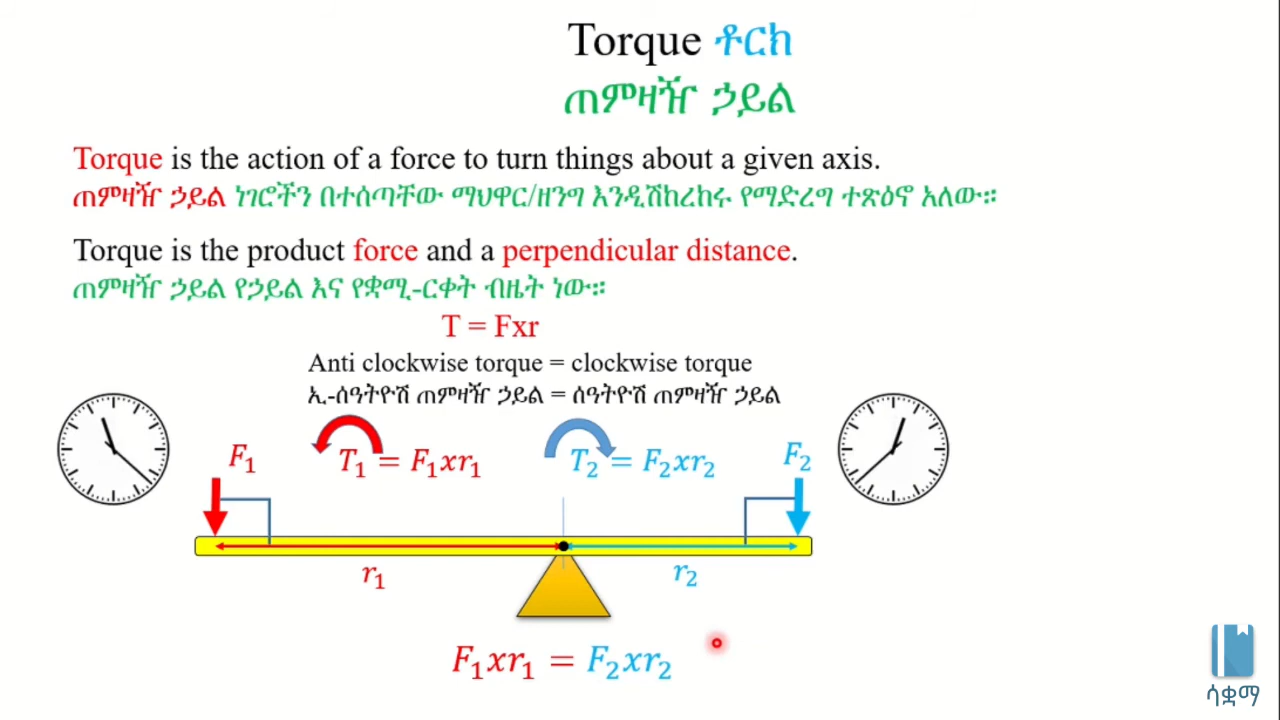 Torque ቶርክ
ጠምዛዥ ኃይል
Torque is the action of a force to turn things about a given axis.
ጠምዛዥ ኃይል ነገሮችን በተሰጣቸው ማህዋር/ዘንግ እንዲሽከረከሩ የማድረግ ተጽዕኖ አለው።
Torque is the product force and a perpendicular distance.
ጠምዛዥ ኃይል የኃይል እና የቋሚ-ርቀት ብዜት ነው።
T = Fxr
Anti clockwise torque = clockwise torque
ኢ-ሰዓትዮሽ ጠምዛዥ ኃይል = ሰዓትዮሽ ጠምዛዥ ኃይል
F₁ T₁ = F₁xr₁ T₂ = F₂xr₂ F₂
r₁ r₂
F₁xr₁ = F₂xr₂
ሳቋማ